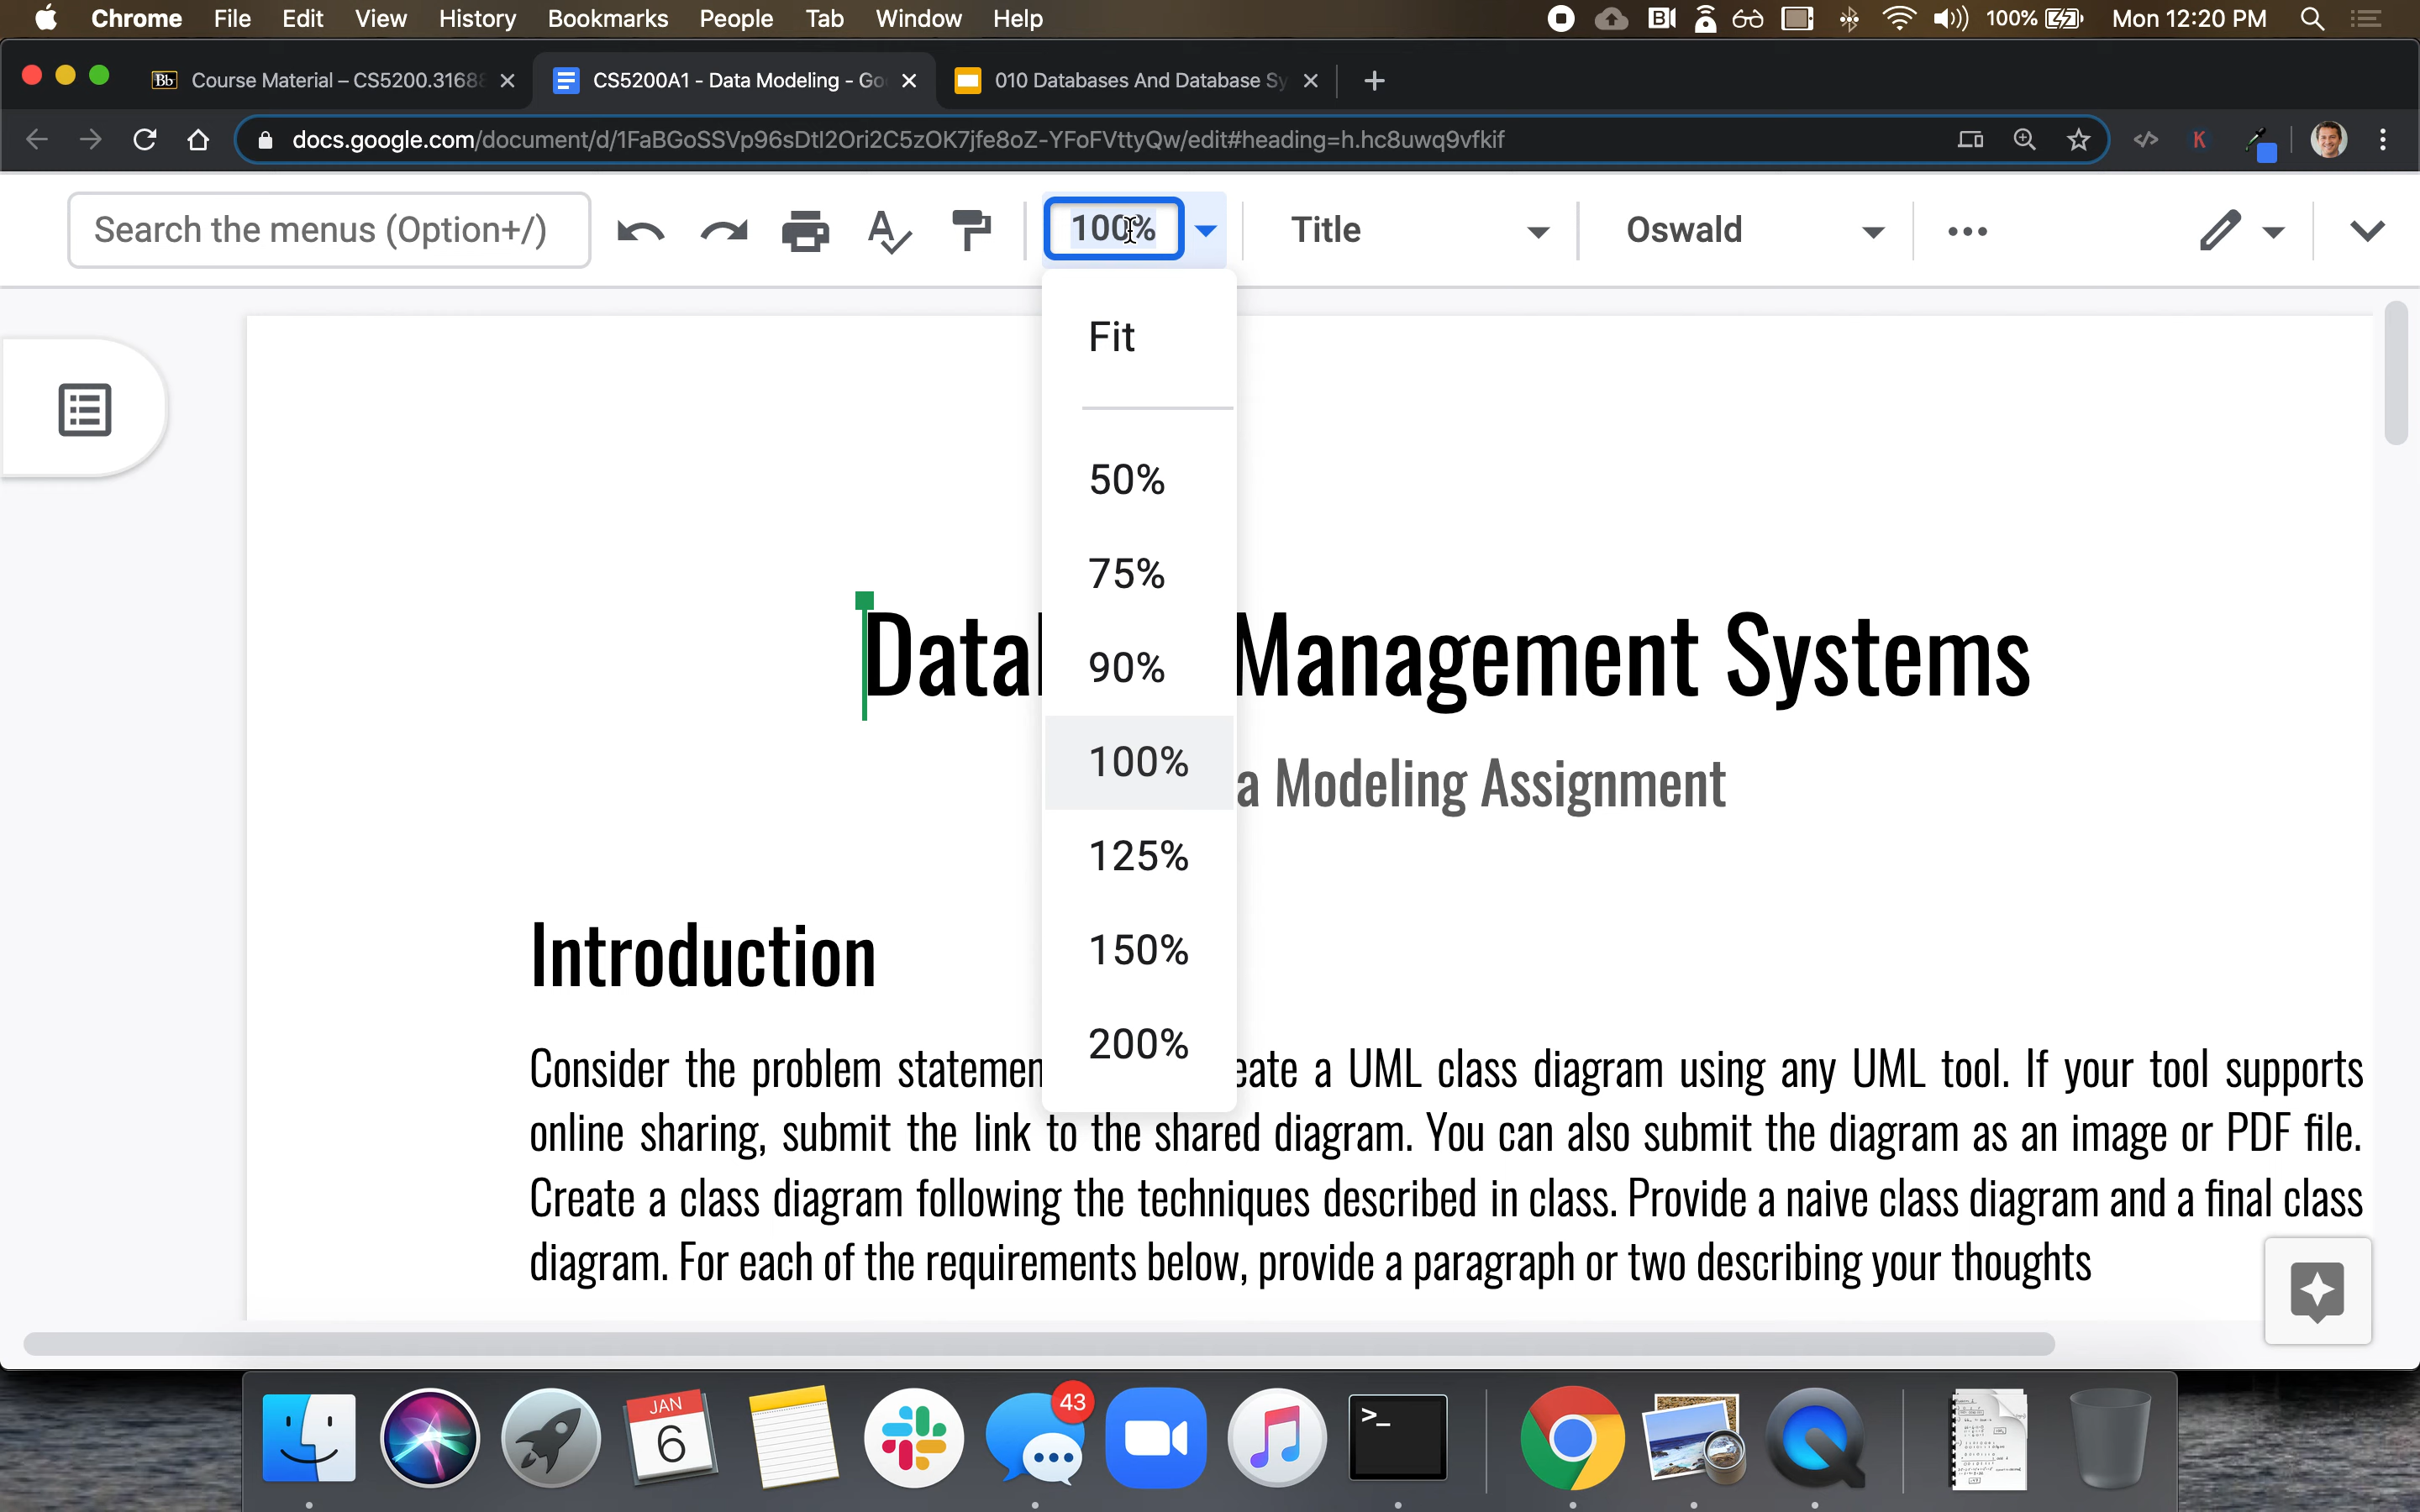 Chrome File Edit View History Bookmarks People Tab Window Help 100% Mon 12:20 PM
Bb Course Material – CS5200.3168 CS5200A1 - Data Modeling - Go 010 Databases And Database Sy
docs.google.com/document/d/1FaBGoSSVp96sDtI2Ori2C5zOK7jfe8oZ-YFoFVttyQw/edit#heading=h.hc8uwq9vfkif K
Search the menus (Option+/) 100% Title Oswald
Fit
50%
75%
90%
100%
125%
150%
200%
Data Management Systems
a Modeling Assignment
Introduction
Consider the problem statemen eate a UML class diagram using any UML tool. If your tool supports
online sharing, submit the link to the shared diagram. You can also submit the diagram as an image or PDF file.
Create a class diagram following the techniques described in class. Provide a naive class diagram and a final class
diagram. For each of the requirements below, provide a paragraph or two describing your thoughts
JAN
6
43
>_